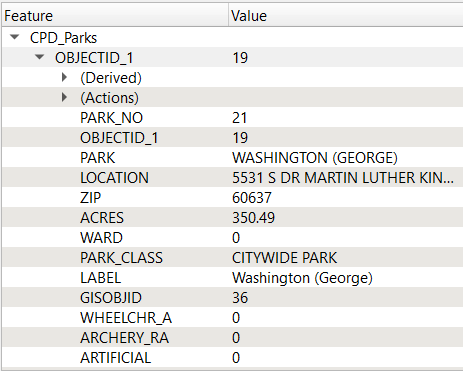 Feature Value
CPD_Parks
OBJECTID_1 19
(Derived)
(Actions)
PARK_NO 21
OBJECTID_1 19
PARK WASHINGTON (GEORGE)
LOCATION 5531 S DR MARTIN LUTHER KIN...
ZIP 60637
ACRES 350.49
WARD 0
PARK_CLASS CITYWIDE PARK
LABEL Washington (George)
GISOBJID 36
WHEELCHR_A 0
ARCHERY_RA 0
ARTIFICIAL 0